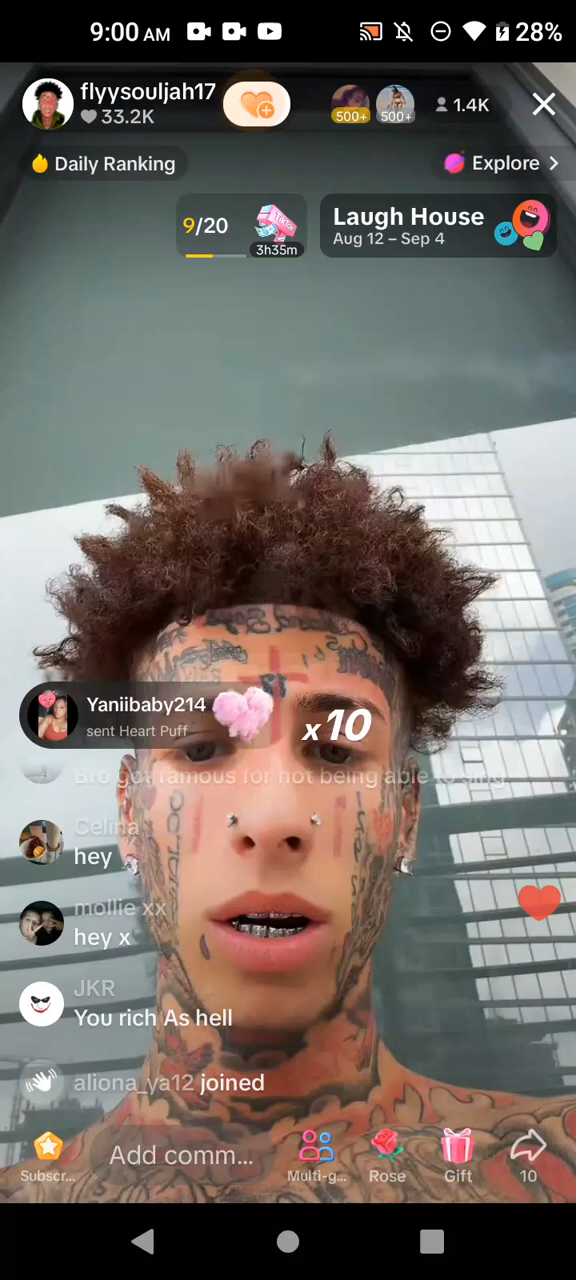 9:00 AM
28%
flyysouljah17
33.2K
500+
500+
1.4K
Daily Ranking
Explore
9/20
3h35m
Laugh House
Aug 12 – Sep 4
Yaniibaby214
sent Heart Puff
x10
Bro got famous for not being able to sing
Celina
hey
mollie xx
hey x
JKR
You rich As hell
aliona_ya12 joined
Add comm...
Subscr...
Multi-g...
Rose
Gift
10